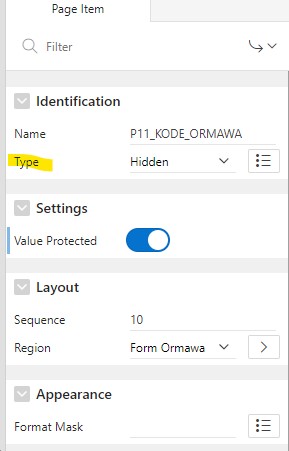 Page Item
Filter
Identification
Name P11_KODE_ORMAWA
Type Hidden
Settings
Value Protected
Layout
Sequence 10
Region Form Ormawa
Appearance
Format Mask